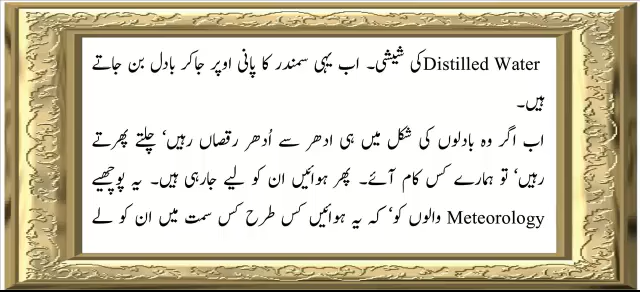 Distilled Water کی شیشی۔ اب یہی سمندر کا پانی اوپر جاکر بادل بن جاتے
ہیں۔
اب اگر وہ بادلوں کی شکل میں ہی ادھر سے اُدھر رقصاں رہیں‘ چلتے پھرتے
رہیں‘ تو ہمارے کس کام آئے۔ پھر ہوائیں ان کو لیے جارہی ہیں۔ یہ پوچھیے
Meteorology والوں کو‘ کہ یہ ہوائیں کس طرح کس سمت میں ان کو لے